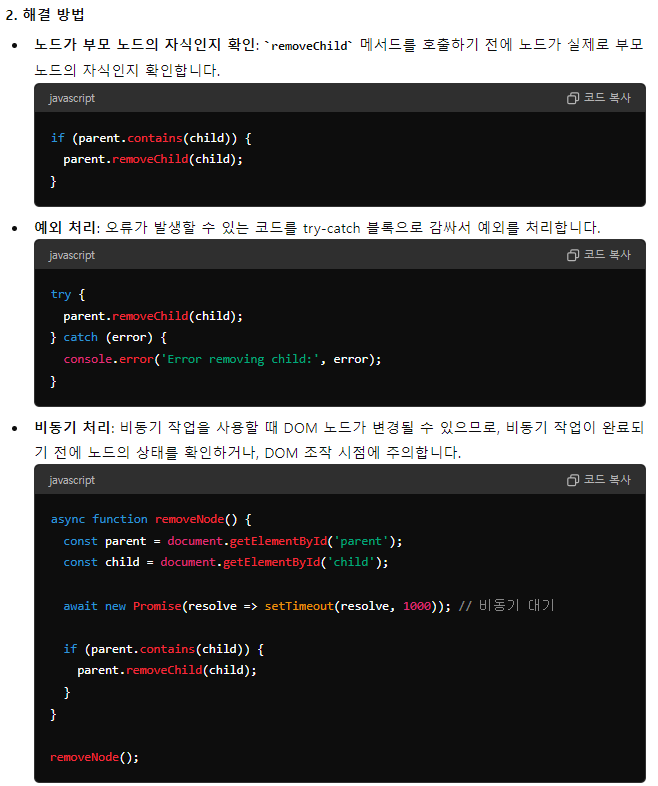 2. 해결 방법
• 노드가 부모 노드의 자식인지 확인: `removeChild` 메서드를 호출하기 전에 노드가 실제로 부모
노드의 자식인지 확인합니다.
javascript 코드 복사
if (parent.contains(child)) {
  parent.removeChild(child);
}
• 예외 처리: 오류가 발생할 수 있는 코드를 try-catch 블록으로 감싸서 예외를 처리합니다.
javascript 코드 복사
try {
  parent.removeChild(child);
} catch (error) {
  console.error('Error removing child:', error);
}
• 비동기 처리: 비동기 작업을 사용할 때 DOM 노드가 변경될 수 있으므로, 비동기 작업이 완료되
기 전에 노드의 상태를 확인하거나, DOM 조작 시점에 주의합니다.
javascript 코드 복사
async function removeNode() {
  const parent = document.getElementById('parent');
  const child = document.getElementById('child');
  await new Promise(resolve => setTimeout(resolve, 1000)); // 비동기 대기
  if (parent.contains(child)) {
    parent.removeChild(child);
  }
}
removeNode();